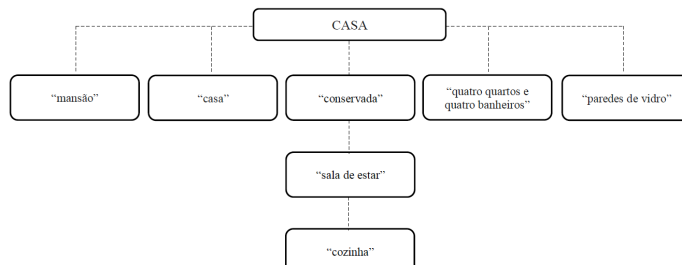 CASA
“mansão”
“casa”
“conservada”
“quatro quartos e
quatro banheiros”
“paredes de vidro”
“sala de estar”
“cozinha”